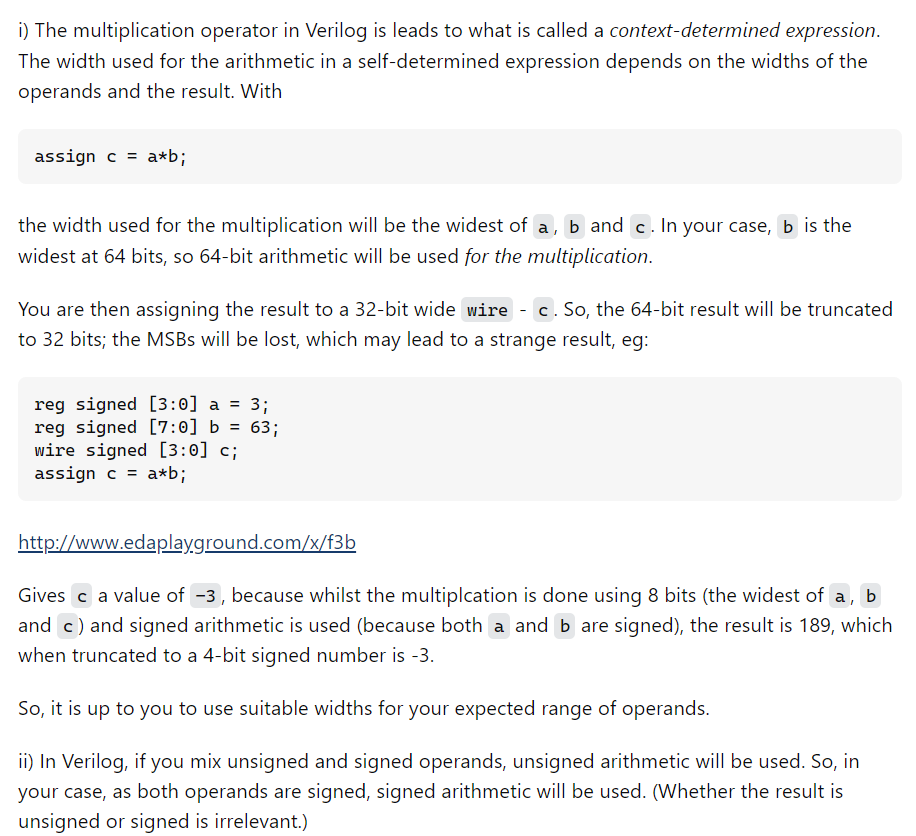 i) The multiplication operator in Verilog is leads to what is called a context-determined expression.
The width used for the arithmetic in a self-determined expression depends on the widths of the
operands and the result. With
assign c = a*b;
the width used for the multiplication will be the widest of a, b and c. In your case, b is the
widest at 64 bits, so 64-bit arithmetic will be used for the multiplication.
You are then assigning the result to a 32-bit wide wire - c. So, the 64-bit result will be truncated
to 32 bits; the MSBs will be lost, which may lead to a strange result, eg:
reg signed [3:0] a = 3;
reg signed [7:0] b = 63;
wire signed [3:0] c;
assign c = a*b;
http://www.edaplayground.com/x/f3b
Gives c a value of -3, because whilst the multiplcation is done using 8 bits (the widest of a, b
and c) and signed arithmetic is used (because both a and b are signed), the result is 189, which
when truncated to a 4-bit signed number is -3.
So, it is up to you to use suitable widths for your expected range of operands.
ii) In Verilog, if you mix unsigned and signed operands, unsigned arithmetic will be used. So, in
your case, as both operands are signed, signed arithmetic will be used. (Whether the result is
unsigned or signed is irrelevant.)